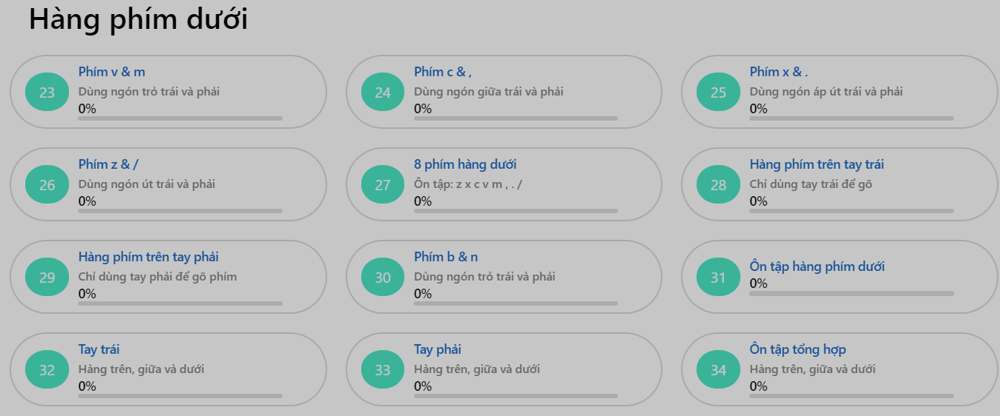 Hàng phím dưới
23
Phím v & m
Dùng ngón trỏ trái và phải
0%
24
Phím c & ,
Dùng ngón giữa trái và phải
0%
25
Phím x & .
Dùng ngón áp út trái và phải
0%
26
Phím z & /
Dùng ngón út trái và phải
0%
27
8 phím hàng dưới
Ôn tập: z x c v m , . /
0%
28
Hàng phím trên tay trái
Chỉ dùng tay trái để gõ
0%
29
Hàng phím trên tay phải
Chỉ dùng tay phải để gõ phím
0%
30
Phím b & n
Dùng ngón trỏ trái và phải
0%
31
Ôn tập hàng phím dưới
0%
32
Tay trái
Hàng trên, giữa và dưới
0%
33
Tay phải
Hàng trên, giữa và dưới
0%
34
Ôn tập tổng hợp
Hàng trên, giữa và dưới
0%